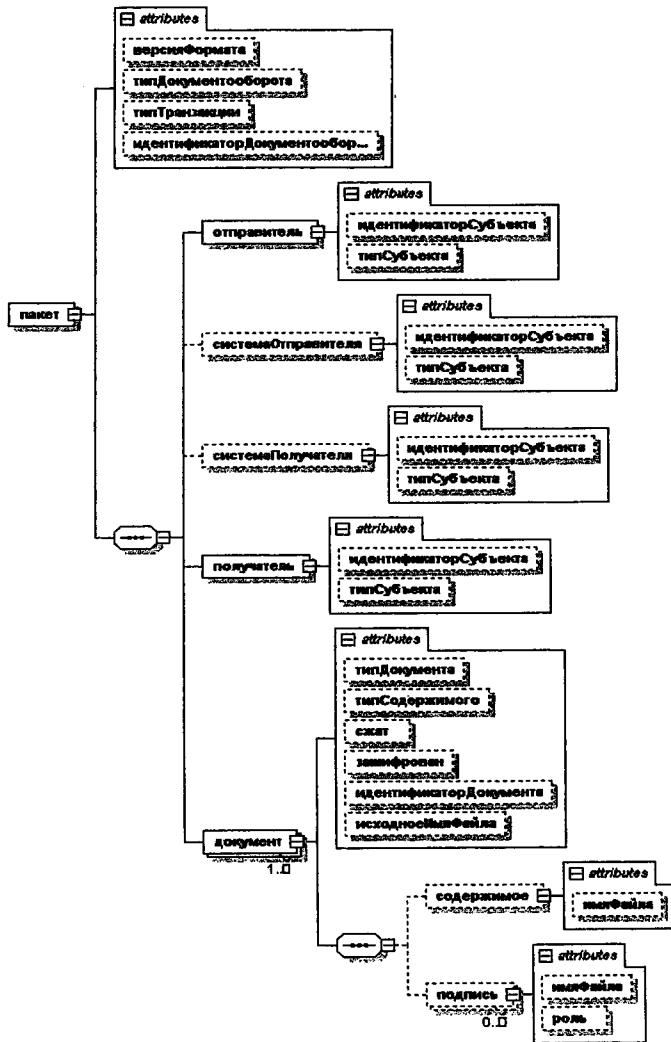 attributes
версияФормата
типДокументооборота
типТранзакции
идентификаторДокументообор...
attributes
отправитель
идентификаторСубъекта
типСубъекта
attributes
пакет
системаОтправителя
идентификаторСубъекта
типСубъекта
attributes
системаПолучателя
идентификаторСубъекта
типСубъекта
attributes
получатель
идентификаторСубъекта
типСубъекта
attributes
типДокумента
типСодержимого
сжат
зашифрован
идентификаторДокумента
исходноеИмяФайла
документ
1..
attributes
содержимое
имяФайла
attributes
подпись
имяФайла
0..
роль